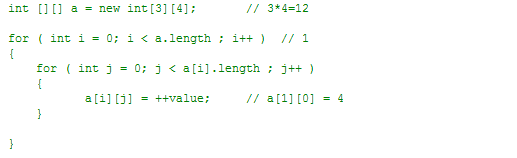 int [][] a = new int[3][4];       // 3*4=12
for ( int i = 0; i < a.length ; i++ )  // 1
{
    for ( int j = 0; j < a[i].length ; j++ )
    {
           a[i][j] = ++value;     // a[1][0] = 4
    }
}